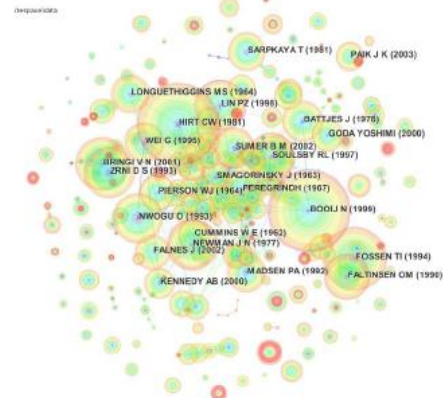 SARPKAYA T (1981)
PAIK J K (2003)
LONGUETHIGGINS MS (1964)
LIN PZ (1998)
HIRT CW (1981)
BATTJES J (1978)
GODA YOSHIMI (2000)
WEI G (1995)
SUMER B M (2002)
SOULSBY RL (1997)
BRINGI V N (2001)
ZRNI D S (1993)
SMAGORINSKY J (1963)
PIERSON WJ (1964)
PEREGRINDH (1967)
BOOIJ N (1999)
NWOGU O (1993)
CUMMINS W E (1962)
NEWMAN J N (1977)
FALNES J (2002)
FOSSEN TI (1994)
MADSEN PA (1992)
FALTINSEN OM (1990)
KENNEDY AB (2000)